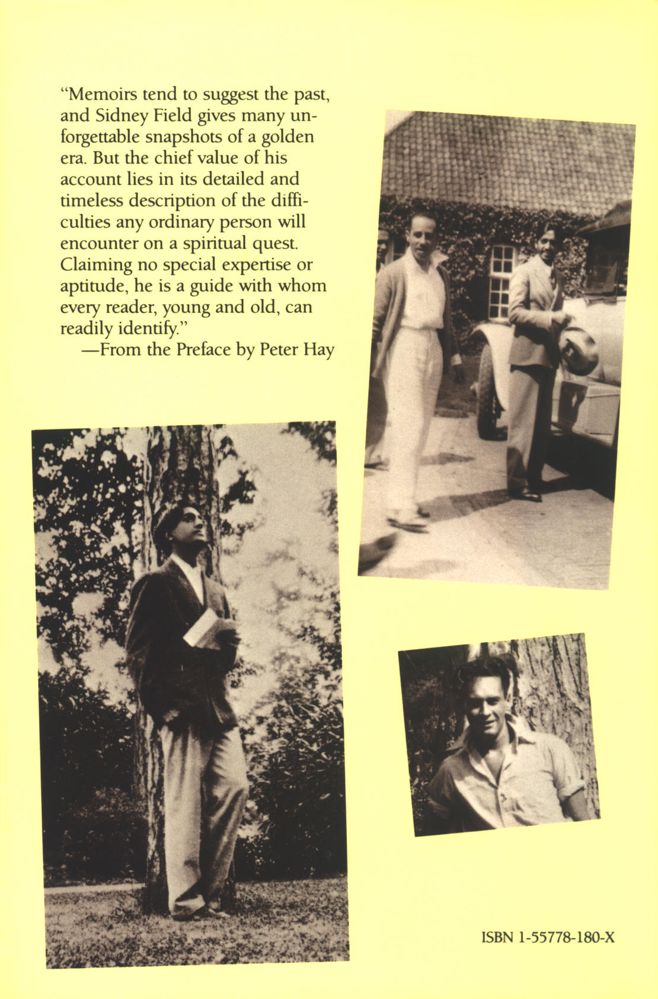 “Memoirs tend to suggest the past,
and Sidney Field gives many un-
forgettable snapshots of a golden
era. But the chief value of his
account lies in its detailed and
timeless description of the diffi-
culties any ordinary person will
encounter on a spiritual quest.
Claiming no special expertise or
aptitude, he is a guide with whom
every reader, young and old, can
readily identify.”
—From the Preface by Peter Hay
ISBN 1-55778-180-X